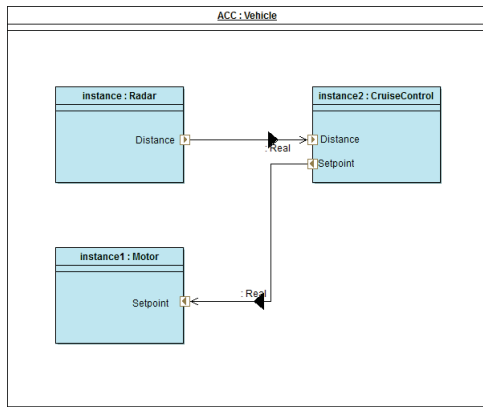 ACC : Vehicle
instance : Radar
Distance
: Real
instance2 : CruiseControl
Distance
Setpoint
instance1 : Motor
Setpoint
: Real